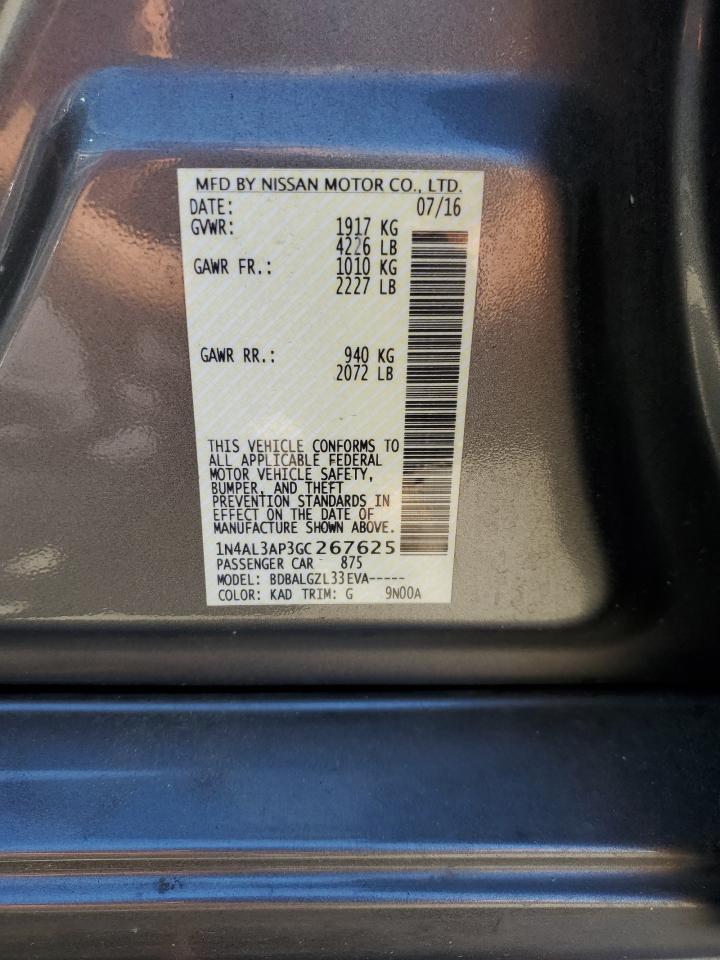 MFD BY NISSAN MOTOR CO., LTD.
DATE: 07/16
GVWR: 1917 KG
4226 LB
GAWR FR.: 1010 KG
2227 LB
GAWR RR.: 940 KG
2072 LB
THIS VEHICLE CONFORMS TO
ALL APPLICABLE FEDERAL
MOTOR VEHICLE SAFETY,
BUMPER, AND THEFT
PREVENTION STANDARDS IN
EFFECT ON THE DATE OF
MANUFACTURE SHOWN ABOVE.
1N4AL3AP3GC267625
PASSENGER CAR 875
MODEL: BDBALGZL33EVA-----
COLOR: KAD TRIM: G 9N00A